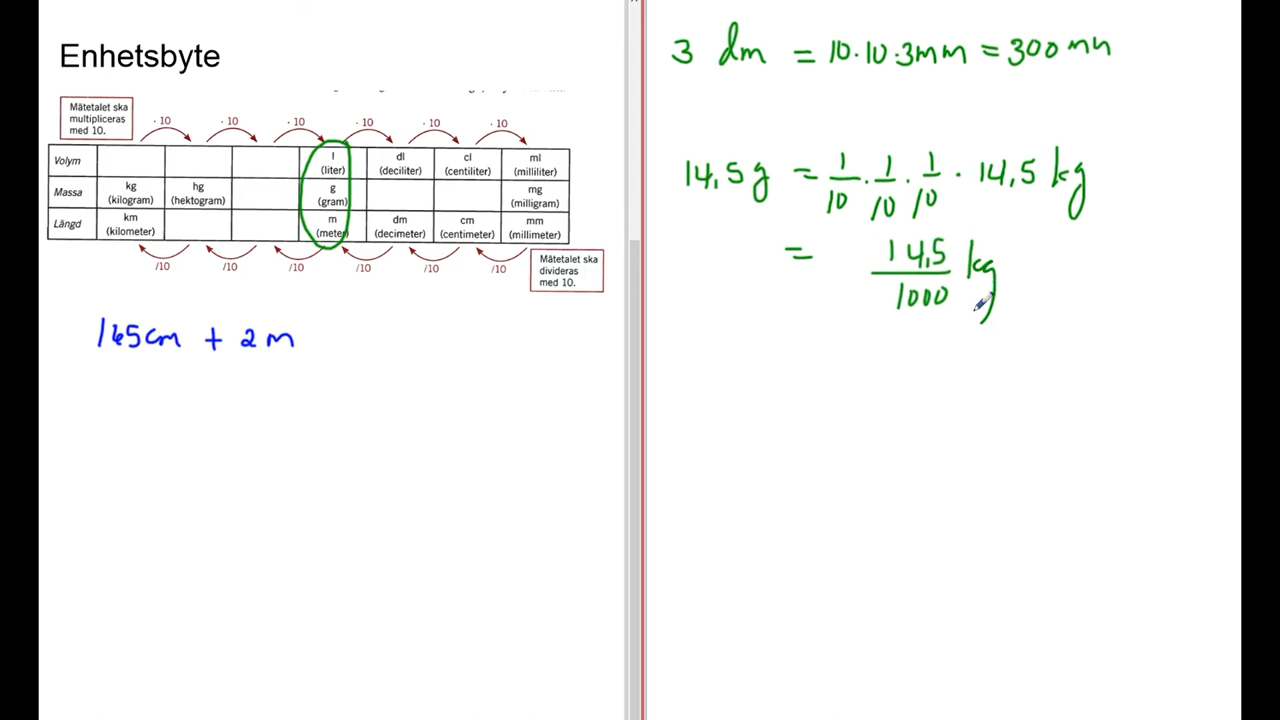 Enhetsbyte
Mätetalet ska
multipliceras
med 10.
· 10 · 10 · 10 · 10 · 10 · 10
Volym l (liter) dl (deciliter) cl (centiliter) ml (milliliter)
Massa kg (kilogram) hg (hektogram) g (gram) mg (milligram)
Längd km (kilometer) m (meter) dm (decimeter) cm (centimeter) mm (millimeter)
/10 /10 /10 /10 /10 /10
Mätetalet ska
divideras
med 10.
165cm + 2m
3 dm = 10·10·3mm = 300mm
14,5g = 1/10 · 1/10 · 1/10 · 14,5 kg
= 14,5/1000 kg